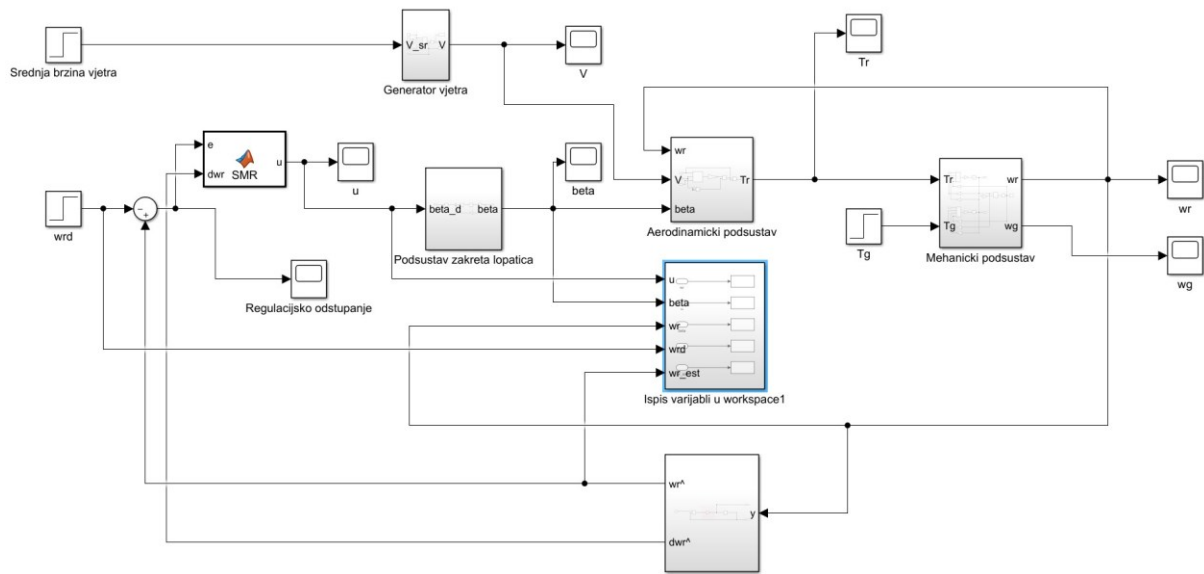 Srednja brzina vjetra
V_sr
V
Generator vjetra
V
Tr
e
dwr
u
SMR
u
wrd
Regulacijsko odstupanje
beta_d
beta
Podsustav zakreta lopatica
beta
wr
V
beta
Tr
Aerodinamicki podsustav
Tg
Tr
Tg
wr
wg
Mehanicki podsustav
wr
wg
u
beta
wr
wrd
wr_est
Ispis varijabli u workspace1
wr^
dwr^
y